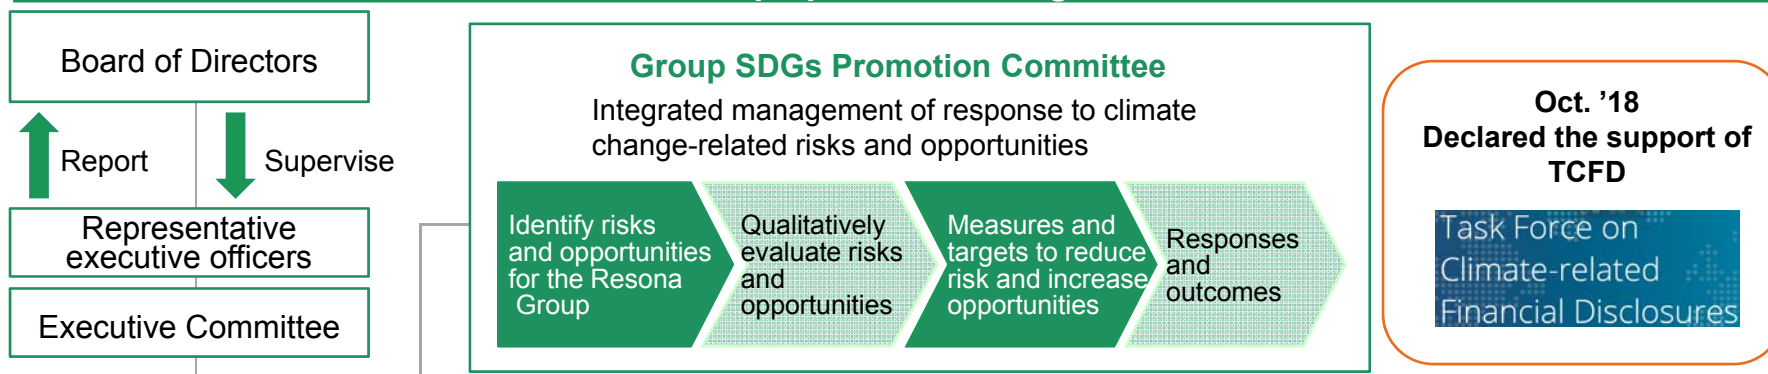 Board of Directors
Report
Supervise
Representative
executive officers
Executive Committee
Group SDGs Promotion Committee
Integrated management of response to climate
change-related risks and opportunities
Identify risks
and opportunities
for the Resona
Group
Qualitatively
evaluate risks
and
opportunities
Measures and
targets to reduce
risk and increase
opportunities
Responses
and
outcomes
Oct. ’18
Declared the support of
TCFD
Task Force on
Climate-related
Financial Disclosures